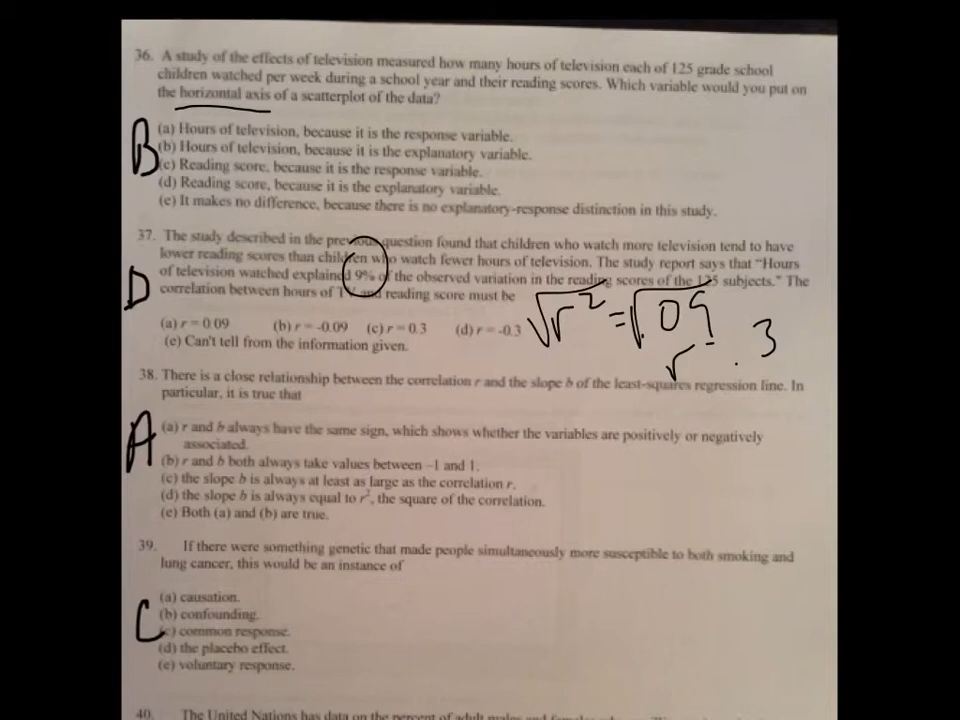 36. A study of the effects of television measured how many hours of television each of 125 grade school
children watched per week during a school year and their reading scores. Which variable would you put on
the horizontal axis of a scatterplot of the data?
(a) Hours of television, because it is the response variable.
B (b) Hours of television, because it is the explanatory variable.
(c) Reading score, because it is the response variable.
(d) Reading score, because it is the explanatory variable.
(e) It makes no difference, because there is no explanatory-response distinction in this study.
37. The study described in the previous question found that children who watch more television tend to have
lower reading scores than children who watch fewer hours of television. The study report says that "Hours
of television watched explained 9% of the observed variation in the reading scores of the 125 subjects." The
D correlation between hours of TV and reading score must be
√r² = √.09
(a) r = 0.09 (b) r = -0.09 (c) r = 0.3 (d) r = -0.3
(e) Can't tell from the information given.
r - .3
38. There is a close relationship between the correlation r and the slope b of the least-squares regression line. In
particular, it is true that
A (a) r and b always have the same sign, which shows whether the variables are positively or negatively
associated.
(b) r and b both always take values between –1 and 1.
(c) the slope b is always at least as large as the correlation r.
(d) the slope b is always equal to r², the square of the correlation.
(e) Both (a) and (b) are true.
39. If there were something genetic that made people simultaneously more susceptible to both smoking and
lung cancer, this would be an instance of
(a) causation.
(b) confounding.
C (c) common response.
(d) the placebo effect.
(e) voluntary response.
40. The United Nations has data on the percent of adult males and